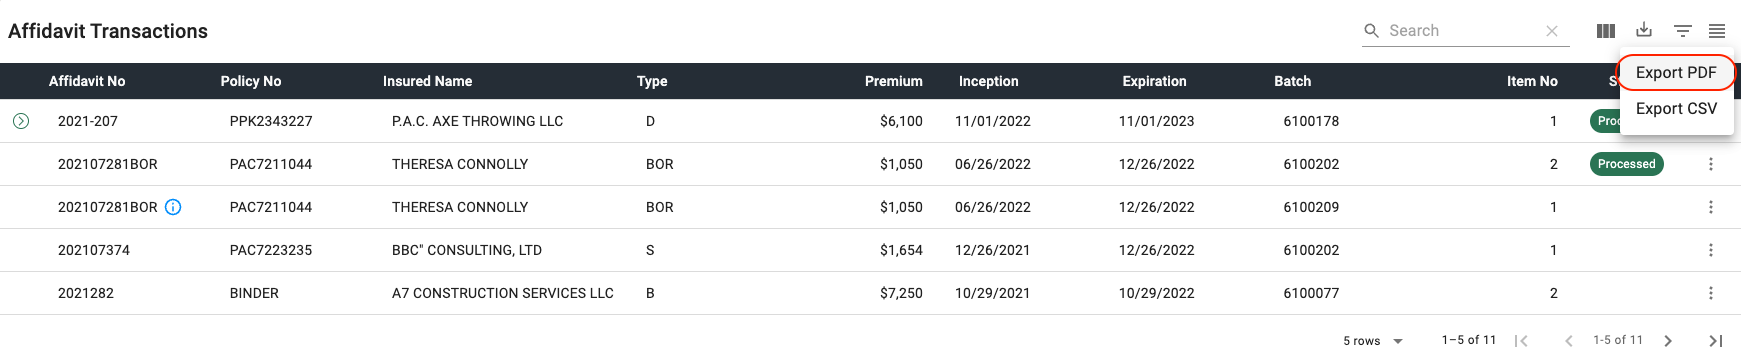 Affidavit Transactions
Search
Export PDF
Export CSV
Affidavit No Policy No Insured Name Type Premium Inception Expiration Batch Item No
2021-207 PPK2343227 P.A.C. AXE THROWING LLC D $6,100 11/01/2022 11/01/2023 6100178 1
202107281BOR PAC7211044 THERESA CONNOLLY BOR $1,050 06/26/2022 12/26/2022 6100202 2 Processed
202107281BOR PAC7211044 THERESA CONNOLLY BOR $1,050 06/26/2022 12/26/2022 6100209 1
202107374 PAC7223235 BBC" CONSULTING, LTD S $1,654 12/26/2021 12/26/2022 6100202 1
2021282 BINDER A7 CONSTRUCTION SERVICES LLC B $7,250 10/29/2021 10/29/2022 6100077 2
5 rows 1–5 of 11 1-5 of 11